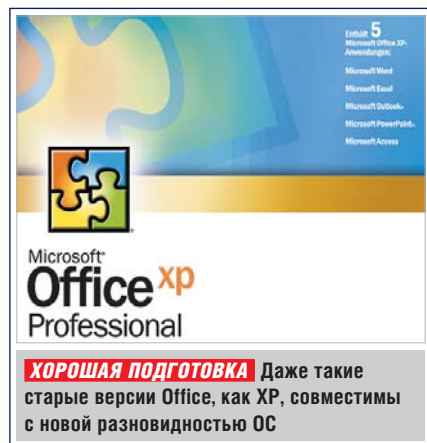 Enthält 5
Microsoft Office XP-
Anwendungen:
Microsoft Word
Microsoft Excel
Microsoft Outlook®
Microsoft PowerPoint®
Microsoft Access
Microsoft®
Office xp
Professional
ХОРОШАЯ ПОДГОТОВКА Даже такие
старые версии Office, как XP, совместимы
с новой разновидностью ОС